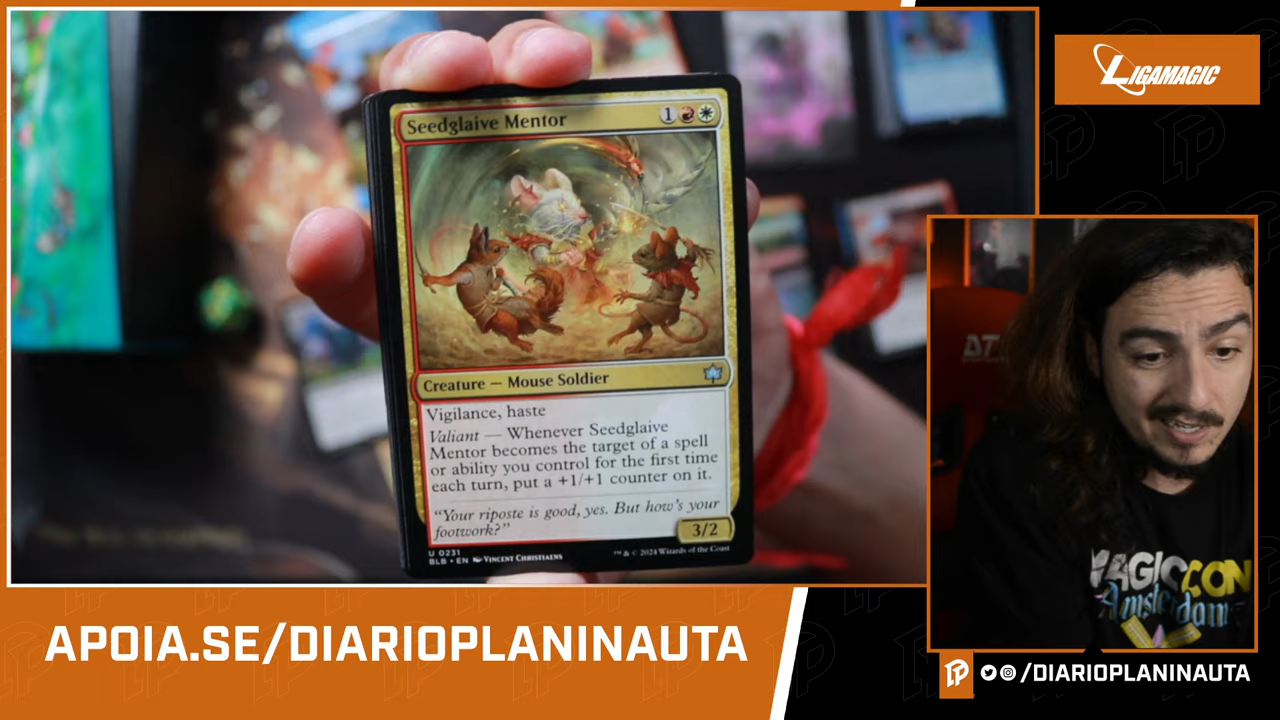 Seedglaive Mentor
1
Creature — Mouse Soldier
Vigilance, haste
Valiant — Whenever Seedglaive
Mentor becomes the target of a spell
or ability you control for the first time
each turn, put a +1/+1 counter on it.
“Your riposte is good, yes. But how’s your
footwork?”
3/2
U 0231
BLB • EN VINCENT CHRISTIAENS
™ & © 2024 Wizards of the Coast
LIGAMAGIC
MAGICCON
Amsterdam
APOIA.SE/DIARIOPLANINAUTA
/DIARIOPLANINAUTA